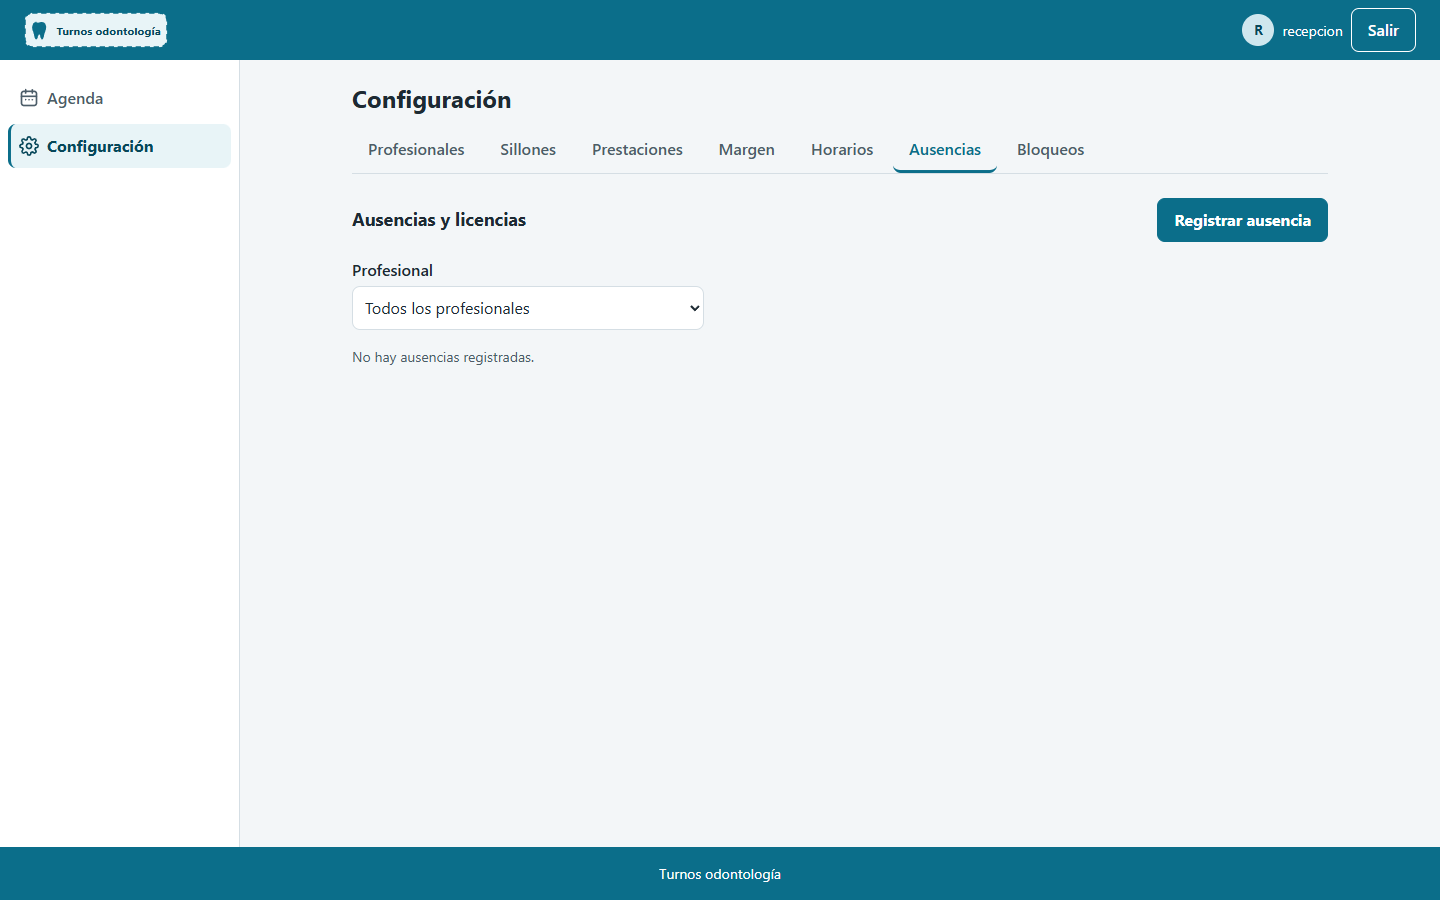 Turnos odontología
R
recepcion
Salir
Agenda
Configuración
Configuración
Profesionales
Sillones
Prestaciones
Margen
Horarios
Ausencias
Bloqueos
Ausencias y licencias
Registrar ausencia
Profesional
Todos los profesionales
No hay ausencias registradas.
Turnos odontología